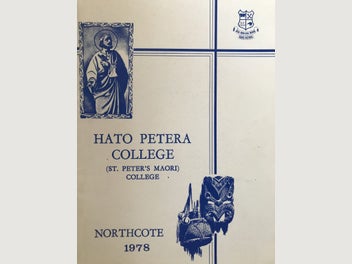 HATO PETERA
COLLEGE
(ST. PETER'S MAORI)
COLLEGE
NORTHCOTE
1978